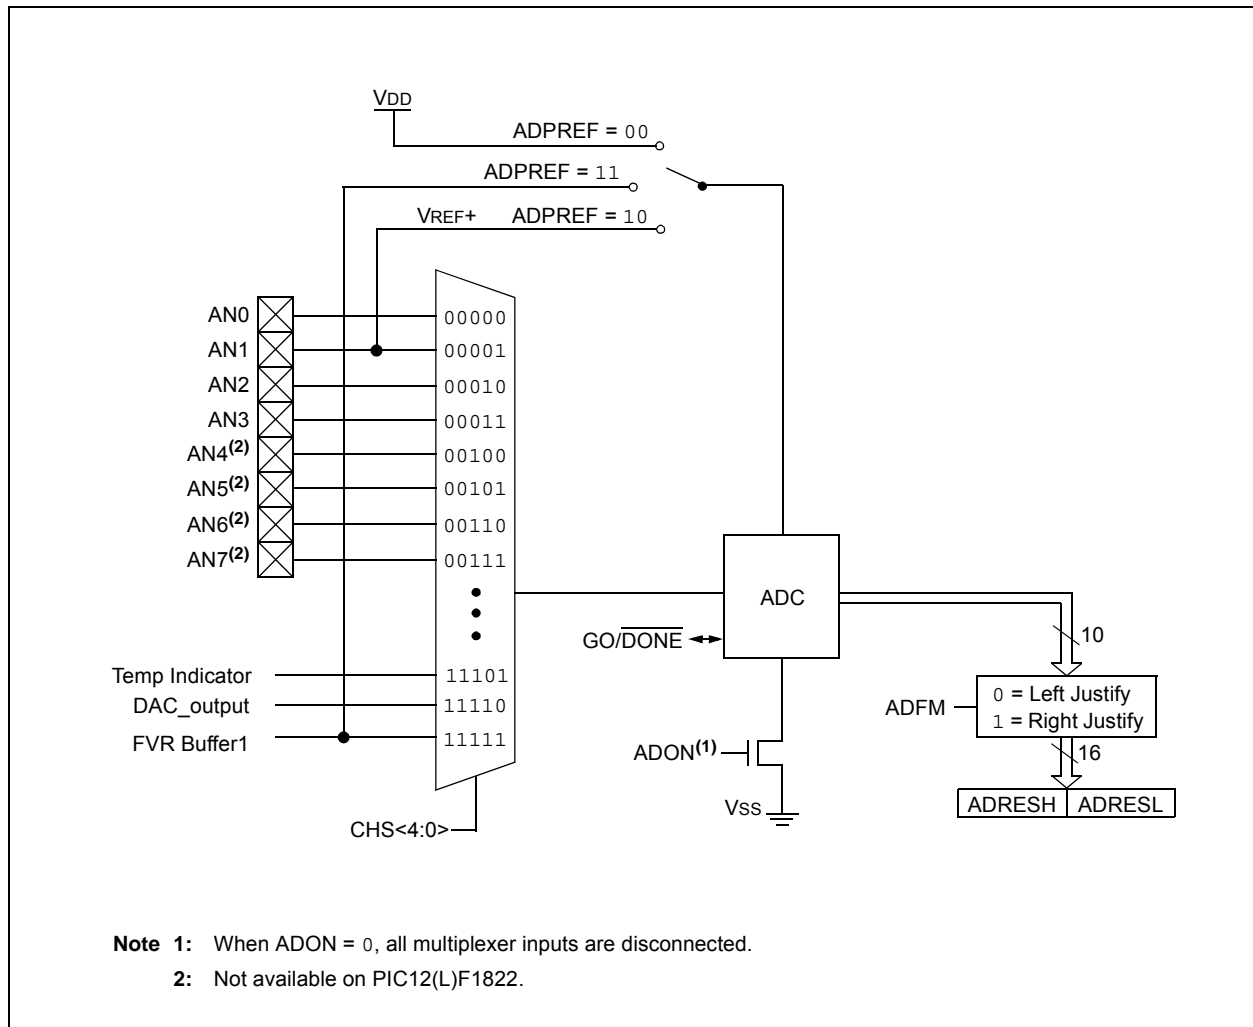 VDD
ADPREF = 00
ADPREF = 11
VREF+ ADPREF = 10
AN0 00000
AN1 00001
AN2 00010
AN3 00011
AN4(2) 00100
AN5(2) 00101
AN6(2) 00110
AN7(2) 00111
ADC
GO/DONE
10
Temp Indicator 11101
DAC_output 11110
FVR Buffer1 11111
ADFM
0 = Left Justify
1 = Right Justify
ADON(1)
16
VSS
ADRESH ADRESL
CHS<4:0>
Note 1: When ADON = 0, all multiplexer inputs are disconnected.
2: Not available on PIC12(L)F1822.